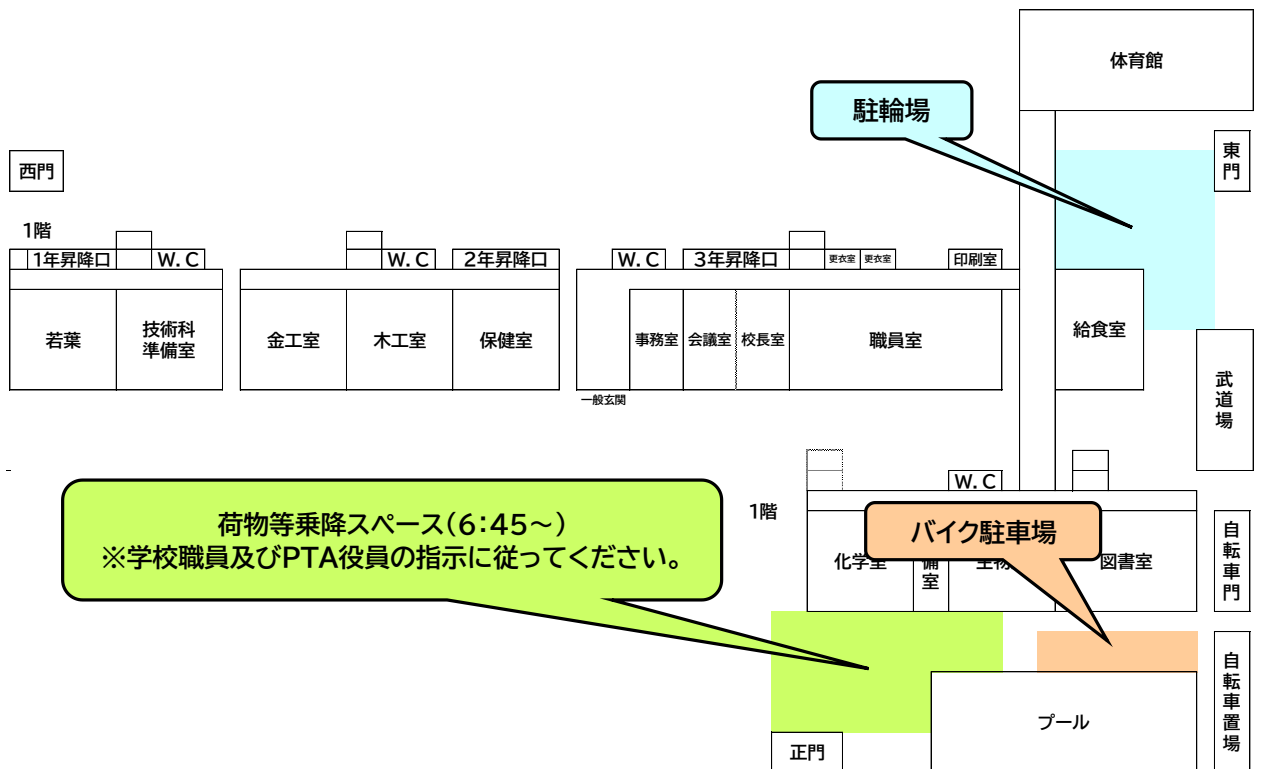 体育館
駐輪場
東門
西門
1階
1年昇降口
W.C
W.C
2年昇降口
W.C
3年昇降口
更衣室
更衣室
印刷室
若葉
技術科
準備室
金工室
木工室
保健室
事務室
会議室
校長室
職員室
給食室
一般玄関
武道場
W.C
荷物等乗降スペース(6:45~)
※学校職員及びPTA役員の指示に従ってください。
1階
バイク駐車場
化学室
備室
生物
図書室
自転車門
自転車置場
プール
正門